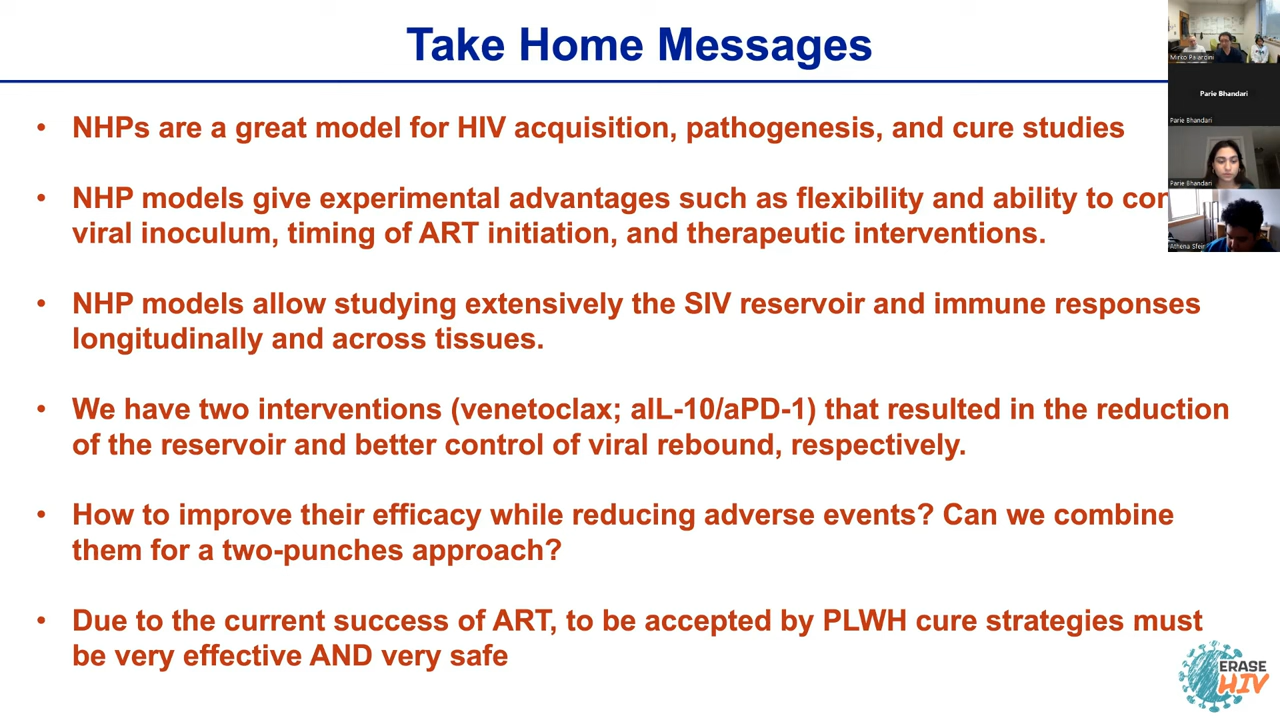 Take Home Messages
• NHPs are a great model for HIV acquisition, pathogenesis, and cure studies
• NHP models give experimental advantages such as flexibility and ability to con
viral inoculum, timing of ART initiation, and therapeutic interventions.
• NHP models allow studying extensively the SIV reservoir and immune responses
longitudinally and across tissues.
• We have two interventions (venetoclax; aIL-10/aPD-1) that resulted in the reduction
of the reservoir and better control of viral rebound, respectively.
• How to improve their efficacy while reducing adverse events? Can we combine
them for a two-punches approach?
• Due to the current success of ART, to be accepted by PLWH cure strategies must
be very effective AND very safe
Mirko Paiardini
Parie Bhandari
Parie Bhandari
Parie Bhandari
Athena Sfeir
ERASE
HIV